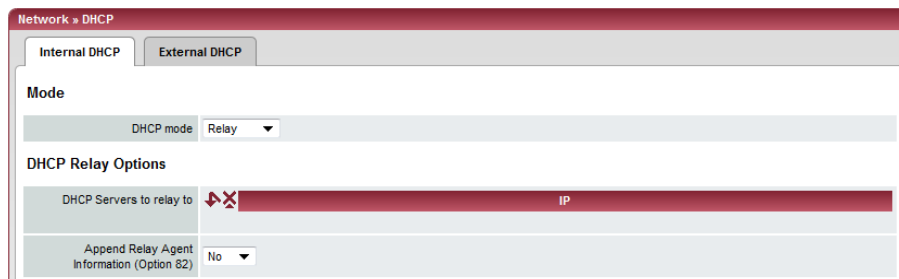 Network » DHCP
Internal DHCP External DHCP
Mode
DHCP mode Relay
DHCP Relay Options
DHCP Servers to relay to IP
Append Relay Agent
Information (Option 82) No